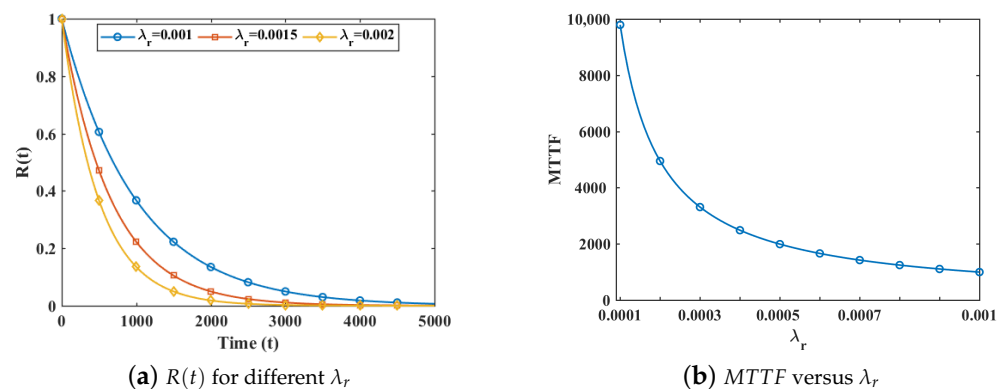 1
0.8
0.6
0.4
0.2
0
R(t)
λr=0.001 λr=0.0015 λr=0.002
0 1000 2000 3000 4000 5000
Time (t)
(a) R(t) for different λr
10,000
8000
6000
4000
2000
0
MTTF
0.0001 0.0003 0.0005 0.0007 0.001
λr
(b) MTTF versus λr